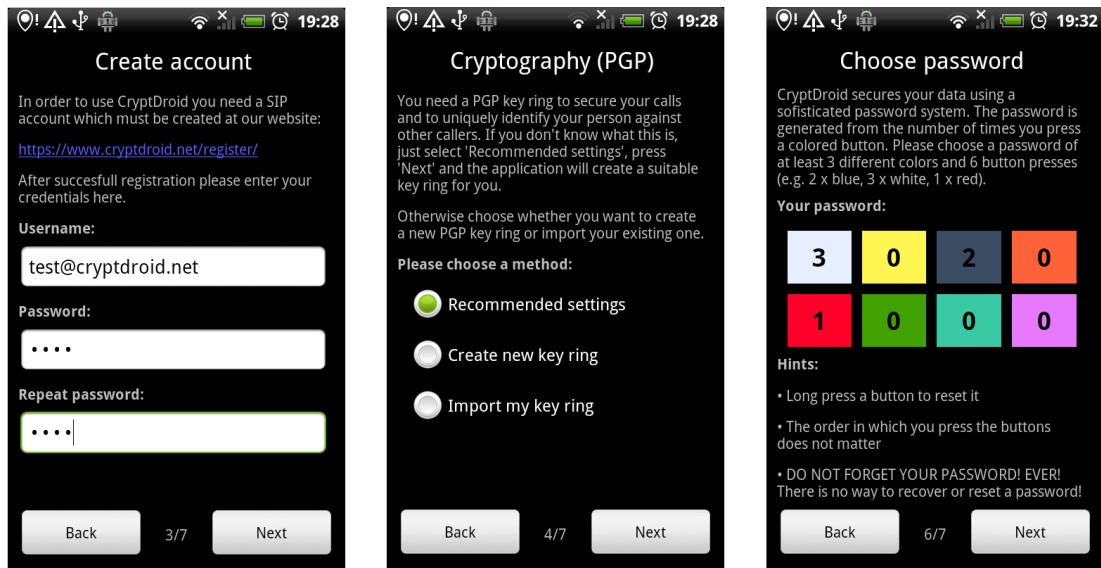 19:28
Create account
In order to use CryptDroid you need a SIP
account which must be created at our website:
https://www.cryptdroid.net/register/
After succesfull registration please enter your
credentials here.
Username:
test@cryptdroid.net
Password:
••••
Repeat password:
••••
Back
3/7
Next
19:28
Cryptography (PGP)
You need a PGP key ring to secure your calls
and to uniquely identify your person against
other callers. If you don't know what this is,
just select 'Recommended settings', press
'Next' and the application will create a suitable
key ring for you.
Otherwise choose whether you want to create
a new PGP key ring or import your existing one.
Please choose a method:
Recommended settings
Create new key ring
Import my key ring
Back
4/7
Next
19:32
Choose password
CryptDroid secures your data using a
sofisticated password system. The password is
generated from the number of times you press
a colored button. Please choose a password of
at least 3 different colors and 6 button presses
(e.g. 2 x blue, 3 x white, 1 x red).
Your password:
3 0 2 0
1 0 0 0
Hints:
• Long press a button to reset it
• The order in which you press the buttons
does not matter
• DO NOT FORGET YOUR PASSWORD! EVER!
There is no way to recover or reset a password!
Back
6/7
Next